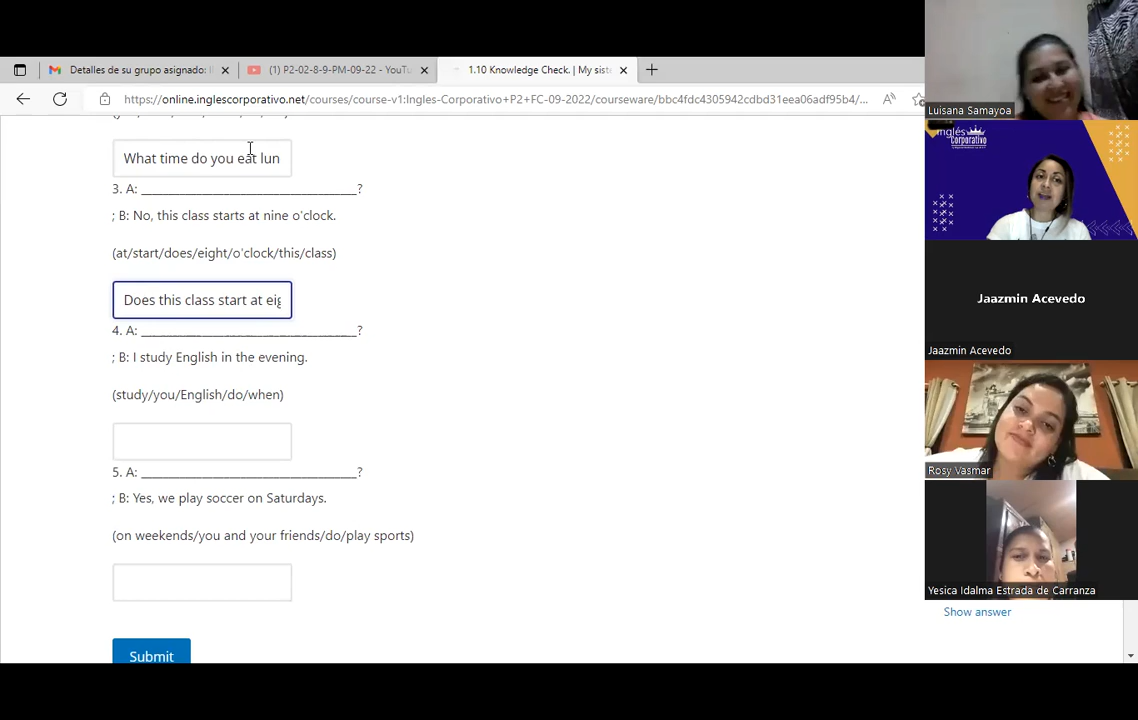 Detalles de su grupo asignado: I
(1) P2-02-8-9-PM-09-22 - YouTu
1.10 Knowledge Check. | My sist
https://online.inglescorporativo.net/courses/course-v1:Ingles-Corporativo+P2+FC-09-2022/courseware/bbc4fdc4305942cdbd31eea06adf95b4/...
What time do you eat lun
3. A: ________________________________?
; B: No, this class starts at nine o'clock.
(at/start/does/eight/o'clock/this/class)
Does this class start at eig
4. A: ________________________________?
; B: I study English in the evening.
(study/you/English/do/when)
5. A: ________________________________?
; B: Yes, we play soccer on Saturdays.
(on weekends/you and your friends/do/play sports)
Submit
Show answer
Luisana Samayoa
Inglés
Corporativo
Jaazmin Acevedo
Jaazmin Acevedo
Rosy Vasmar
Yesica Idalma Estrada de Carranza